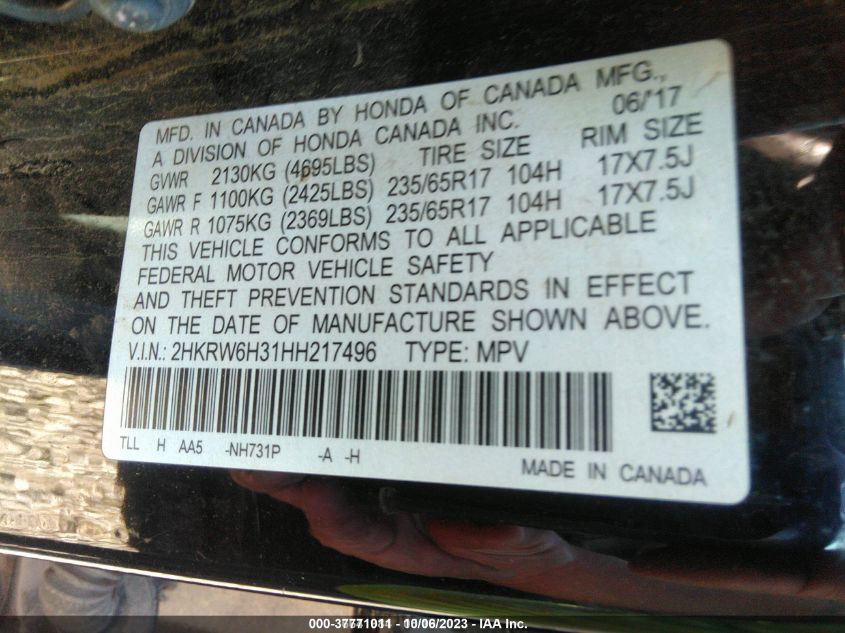 MFD. IN CANADA BY HONDA OF CANADA MFG.,
A DIVISION OF HONDA CANADA INC. 06/'17
GVWR 2130KG (4695LBS) TIRE SIZE RIM SIZE
GAWR F 1100KG (2425LBS) 235/65R17 104H 17X7.5J
GAWR R 1075KG (2369LBS) 235/65R17 104H 17X7.5J
THIS VEHICLE CONFORMS TO ALL APPLICABLE
FEDERAL MOTOR VEHICLE SAFETY
AND THEFT PREVENTION STANDARDS IN EFFECT
ON THE DATE OF MANUFACTURE SHOWN ABOVE.
V.I.N.: 2HKRW6H31HH217496 TYPE: MPV
TLL H AA5 -NH731P -A -H
MADE IN CANADA
000-37771011 - 10/06/2023 - IAA Inc.